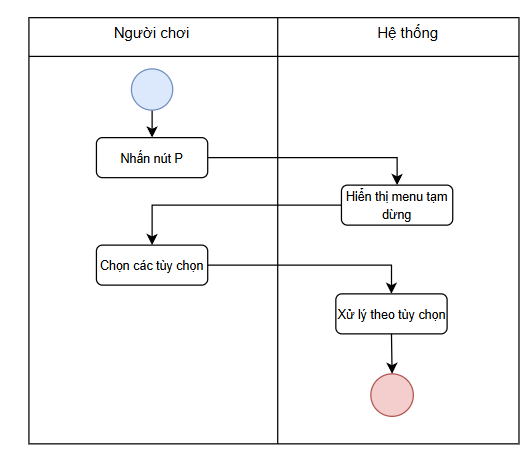 Người chơi
Hệ thống
Nhấn nút P
Hiển thị menu tạm
dừng
Chọn các tùy chọn
Xử lý theo tùy chọn